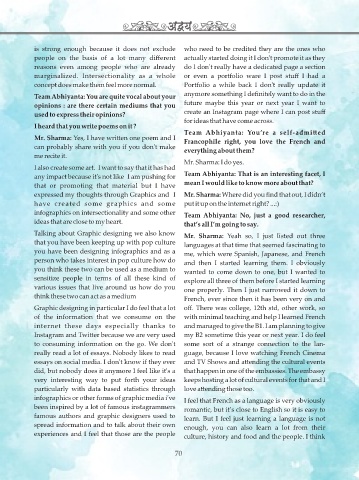 अद्वय
is strong enough because it does not exclude
people on the basis of a lot many different
reasons even among people who are already
marginalized. Intersectionality as a whole
concept does make them feel more normal.
Team Abhiyanta: You are quite vocal about your
opinions : are there certain mediums that you
used to express their opinions?
I heard that you write poems on it ?
Mr. Sharma: Yes, I have written one poem and I
can probably share with you if you don't make
me recite it.
I also create some art. I want to say that it has had
any impact because it's not like I am pushing for
that or promoting that material but I have
expressed my thoughts through Graphics and I
have created some graphics and some
infographics on intersectionality and some other
ideas that are close to my heart.
Talking about Graphic designing we also know
that you have been keeping up with pop culture
you have been designing infographics and as a
person who takes interest in pop culture how do
you think these two can be used as a medium to
sensitize people in terms of all these kind of
various issues that live around us how do you
think these two can act as a medium
Graphic designing in particular I do feel that a lot
of the information that we consume on the
internet these days especially thanks to
Instagram and Twitter because we are very used
to consuming information on the go. We don't
really read a lot of essays. Nobody likes to read
essays on social media. I don't know if they ever
did, but nobody does it anymore I feel like it's a
very interesting way to put forth your ideas
particularly with data based statistics through
infographics or other forms of graphic media i've
been inspired by a lot of famous instagrammers
famous authors and graphic designers used to
spread information and to talk about their own
experiences and I feel that those are the people
who need to be credited they are the ones who
actually started doing it I don't promote it as they
do I don't really have a dedicated page a section
or even a portfolio ware I post stuff I had a
Portfolio a while back I don't really update it
anymore something I definitely want to do in the
future maybe this year or next year I want to
create an Instagram page where I can post stuff
for ideas that have come across.
Team Abhiyanta: You're a self-admitted
Francophile right, you love the French and
everything about them?
Mr. Sharma: I do yes.
Team Abhiyanta: That is an interesting facet, I
mean I would like to know more about that?
Mr. Sharma: Where did you find that out, I didn't
put it up on the internet right? ....)
Team Abhiyanta: No, just a good researcher,
that's all I'm going to say.
Mr. Sharma: Yeah so, I just listed out three
languages at that time that seemed fascinating to
me, which were Spanish, Japanese, and French
and then I started learning them. I obviously
wanted to come down to one, but I wanted to
explore all three of them before I started learning
one properly. Then I just narrowed it down to
French, ever since then it has been very on and
off. There was college, 12th std, other work, so
with minimal teaching and help I learned French
and managed to give the B1. I am planning to give
my B2 sometime this year or next year. I do feel
some sort of a strange connection to the lan-
guage, because I love watching French Cinema
and TV Shows and attending the cultural events
that happen in one of the embassies. The embassy
keeps hosting a lot of cultural events for that and I
love attending those too.
I feel that French as a language is very obviously
romantic, but it's close to English so it is easy to
learn. But I feel just learning a language is not
enough, you can also learn a lot from their
culture, history and food and the people. I think
70